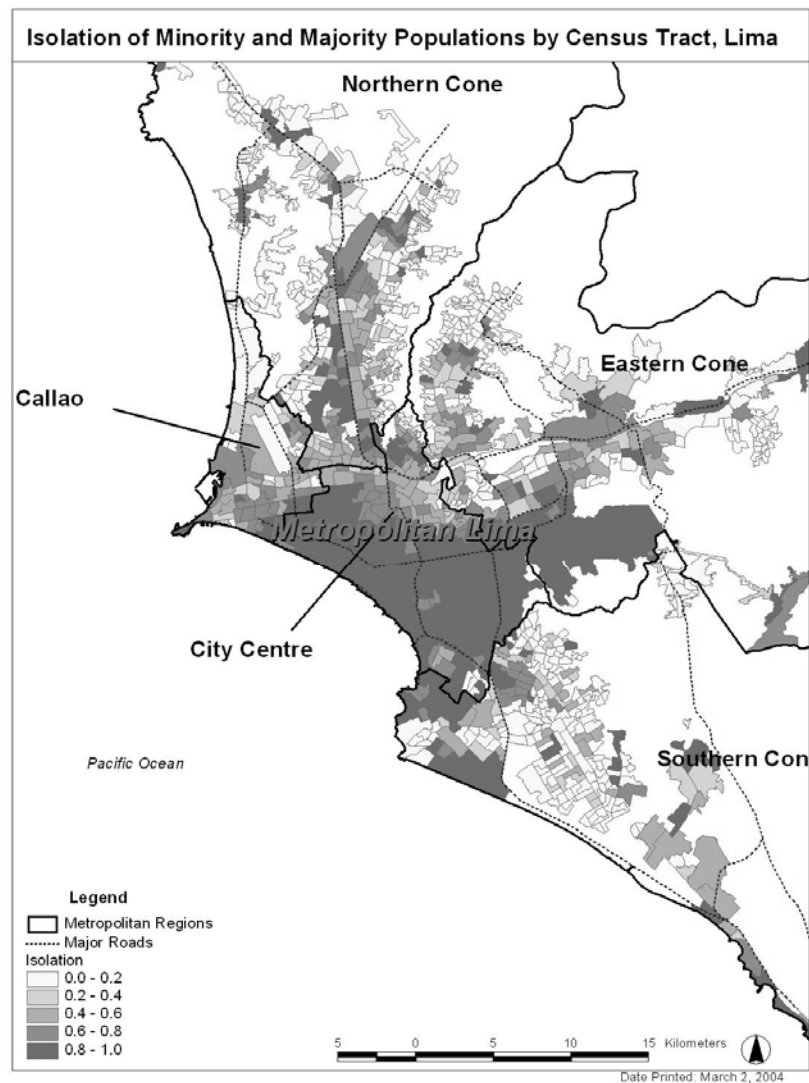 Isolation of Minority and Majority Populations by Census Tract, Lima
Northern Cone
Eastern Cone
Callao
Metropolitan Lima
City Centre
Pacific Ocean
Southern Con
Legend
Metropolitan Regions
Major Roads
Isolation
0.0 - 0.2
0.2 - 0.4
0.4 - 0.6
0.6 - 0.8
0.8 - 1.0
5 0 5 10 15 Kilometers
Date Printed: March 2, 2004